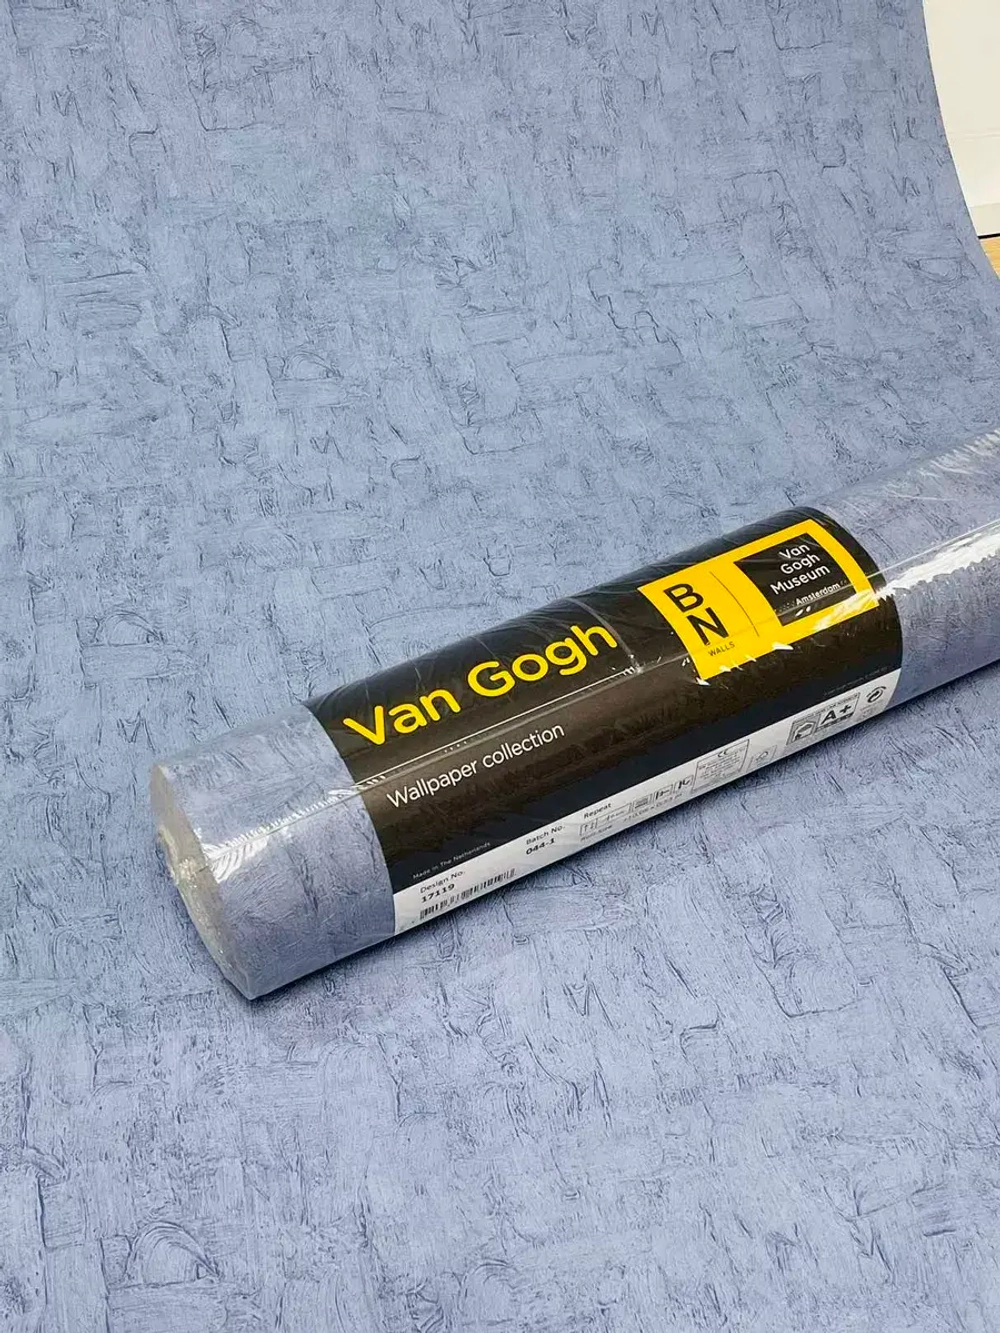 Van Gogh
Wallpaper collection
BN
WALLS
Van
Gogh
Museum
Amsterdam
Made in The Netherlands
Design No.
17119
Batch No.
044-1
Repeat
A+